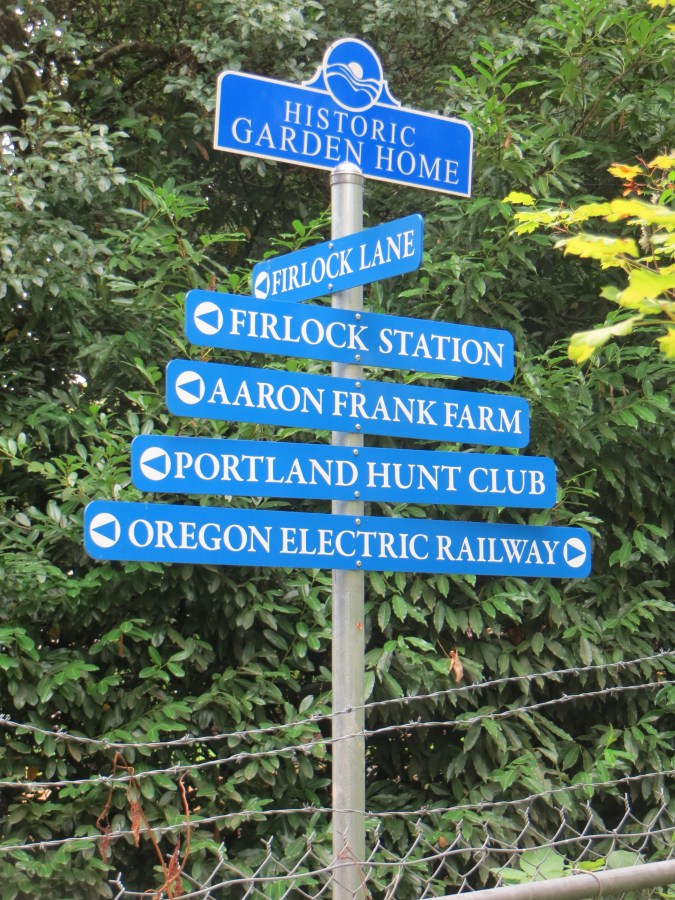 HISTORIC
GARDEN HOME
FIRLOCK LANE
FIRLOCK STATION
AARON FRANK FARM
PORTLAND HUNT CLUB
OREGON ELECTRIC RAILWAY